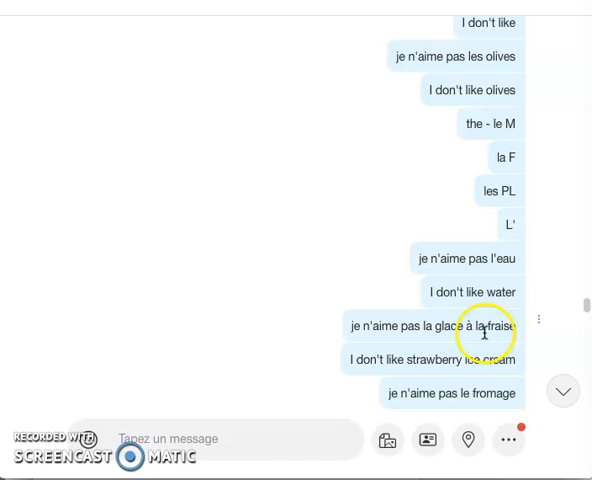 I don't like
je n'aime pas les olives
I don't like olives
the - le M
la F
les PL
L'
je n'aime pas l'eau
I don't like water
je n'aime pas la glace à la fraise
I don't like strawberry ice cream
je n'aime pas le fromage
Tapez un message
RECORDED WITH
SCREENCAST MATIC